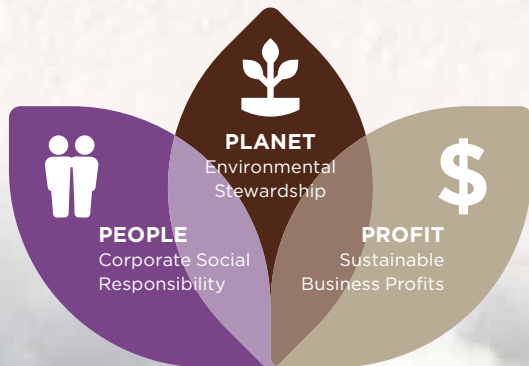 PLANET
Environmental
Stewardship
PEOPLE
Corporate Social
Responsibility
$
PROFIT
Sustainable
Business Profits